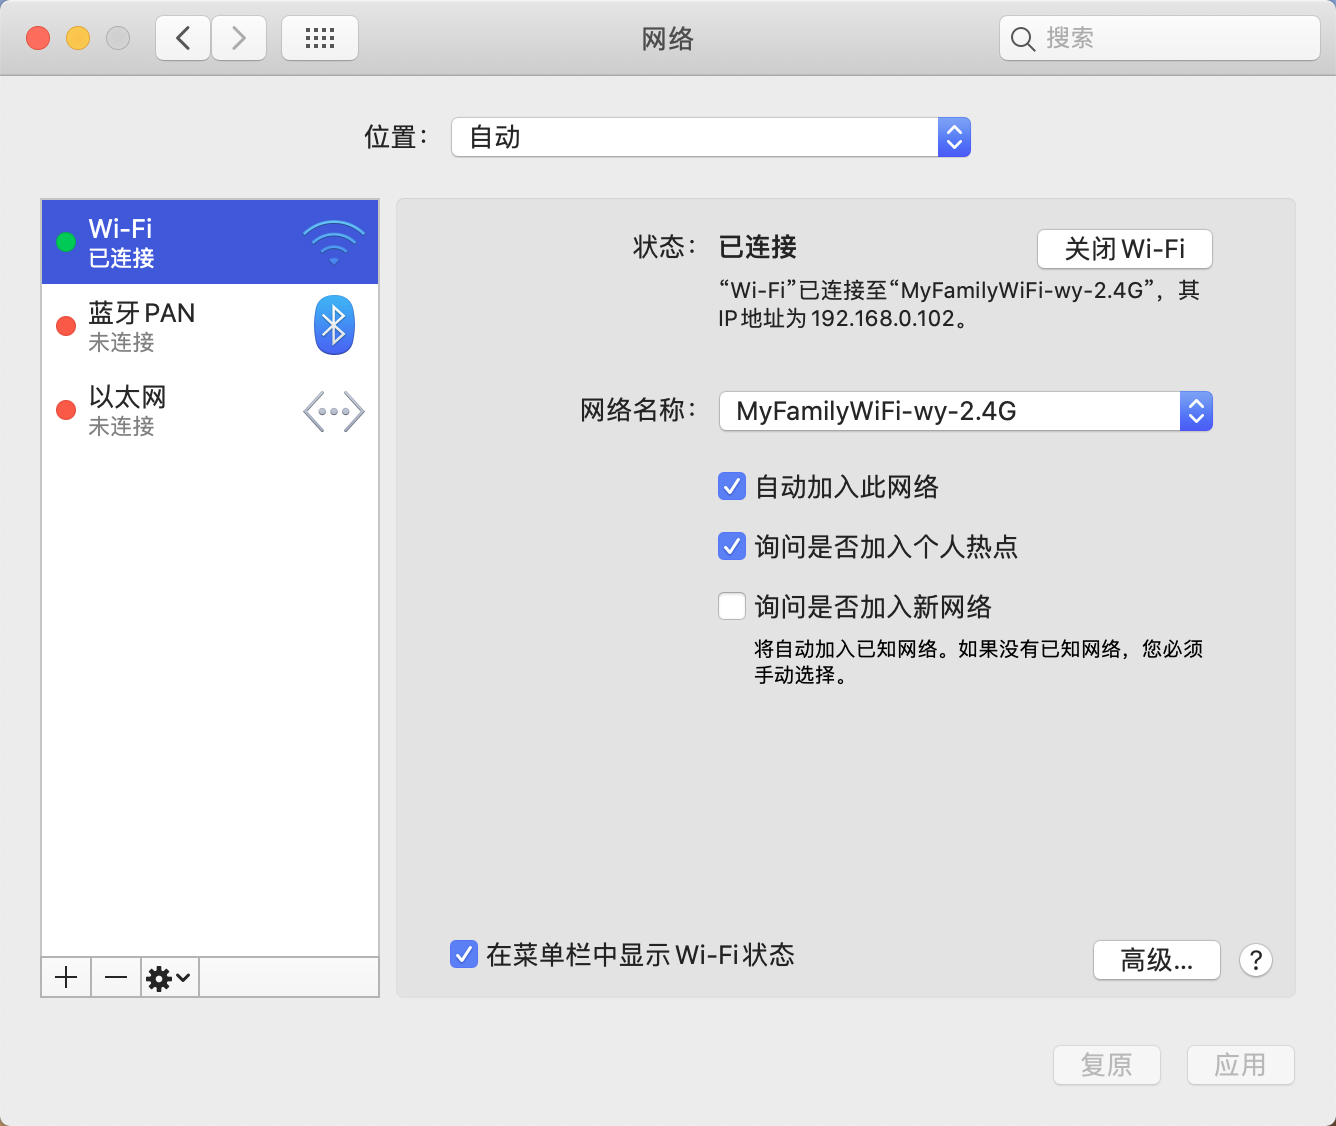 网络
搜索
位置：
自动
Wi-Fi
已连接
蓝牙 PAN
未连接
以太网
未连接
状态：
已连接
关闭 Wi-Fi
“Wi-Fi”已连接至“MyFamilyWiFi-wy-2.4G”，其
IP 地址为 192.168.0.102。
网络名称：
MyFamilyWiFi-wy-2.4G
自动加入此网络
询问是否加入个人热点
询问是否加入新网络
将自动加入已知网络。如果没有已知网络，您必须
手动选择。
在菜单栏中显示 Wi-Fi 状态
高级...
?
复原
应用